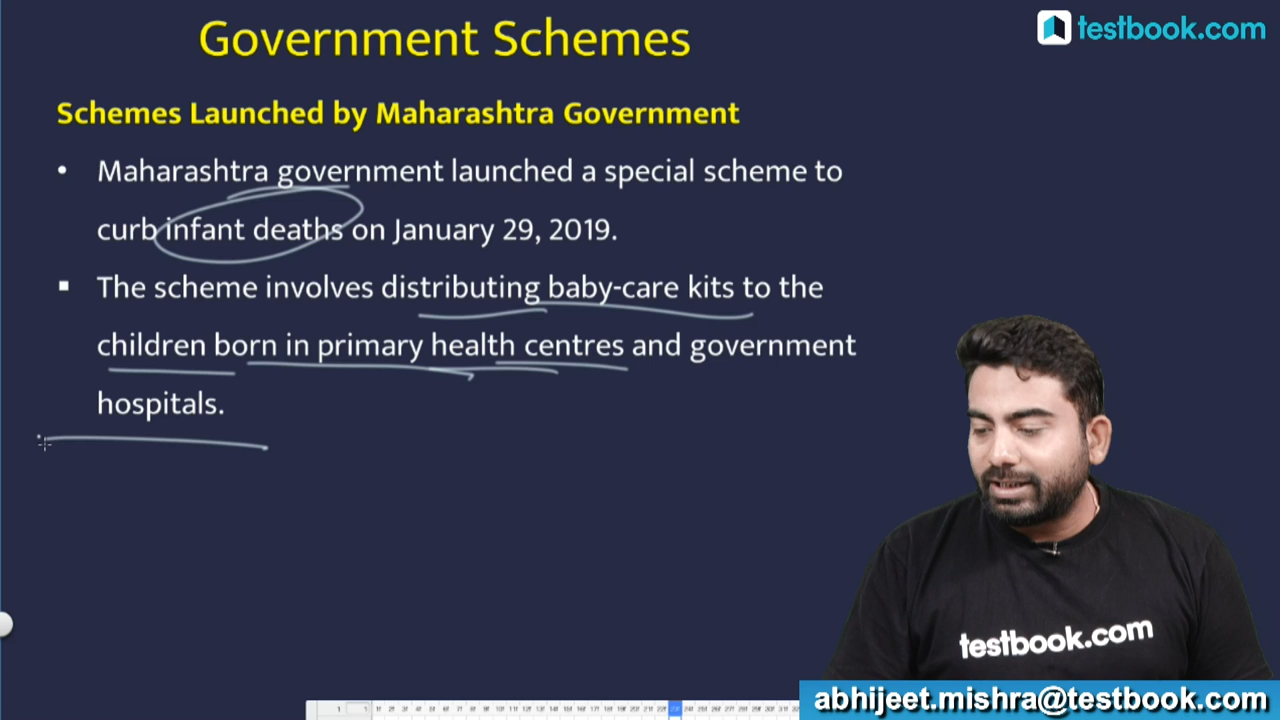 Government Schemes
testbook.com
Schemes Launched by Maharashtra Government
• Maharashtra government launched a special scheme to
curb infant deaths on January 29, 2019.
▪ The scheme involves distributing baby-care kits to the
children born in primary health centres and government
hospitals.
testbook.com
abhijeet.mishra@testbook.com